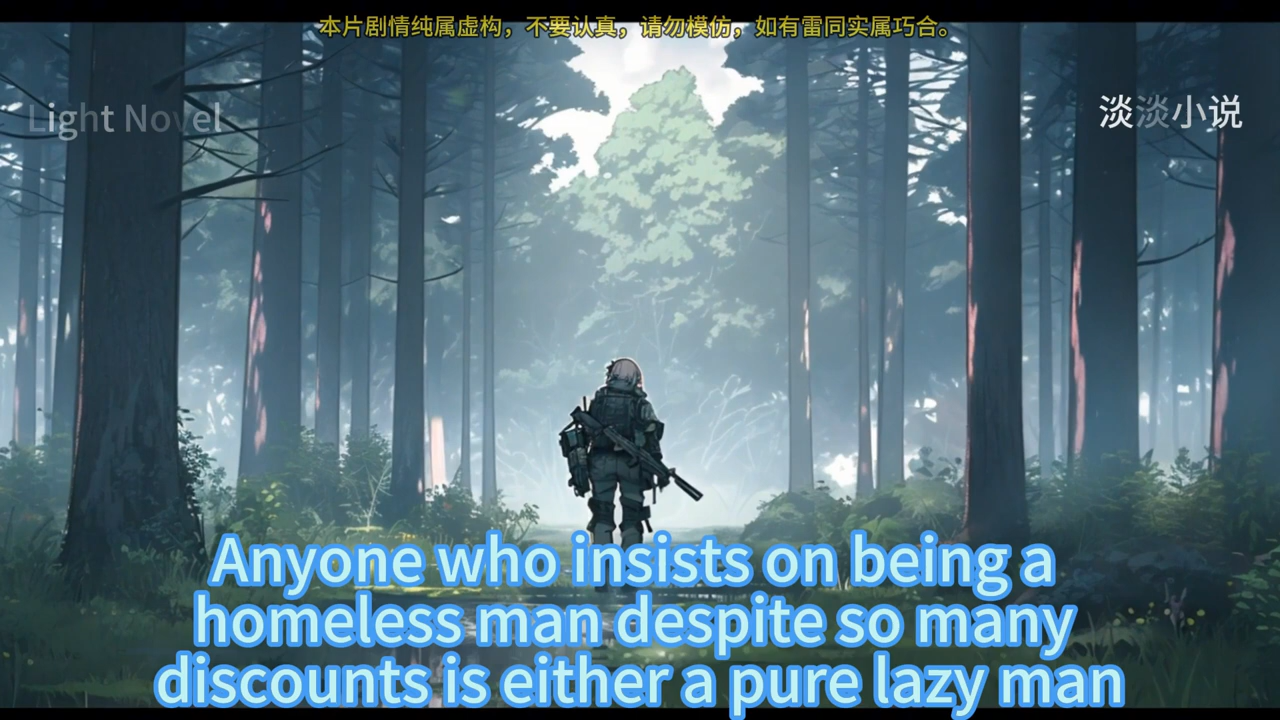 本片剧情纯属虚构，不要认真，请勿模仿，如有雷同实属巧合。
Light Novel
淡淡小说
Anyone who insists on being a
homeless man despite so many
discounts is either a pure lazy man